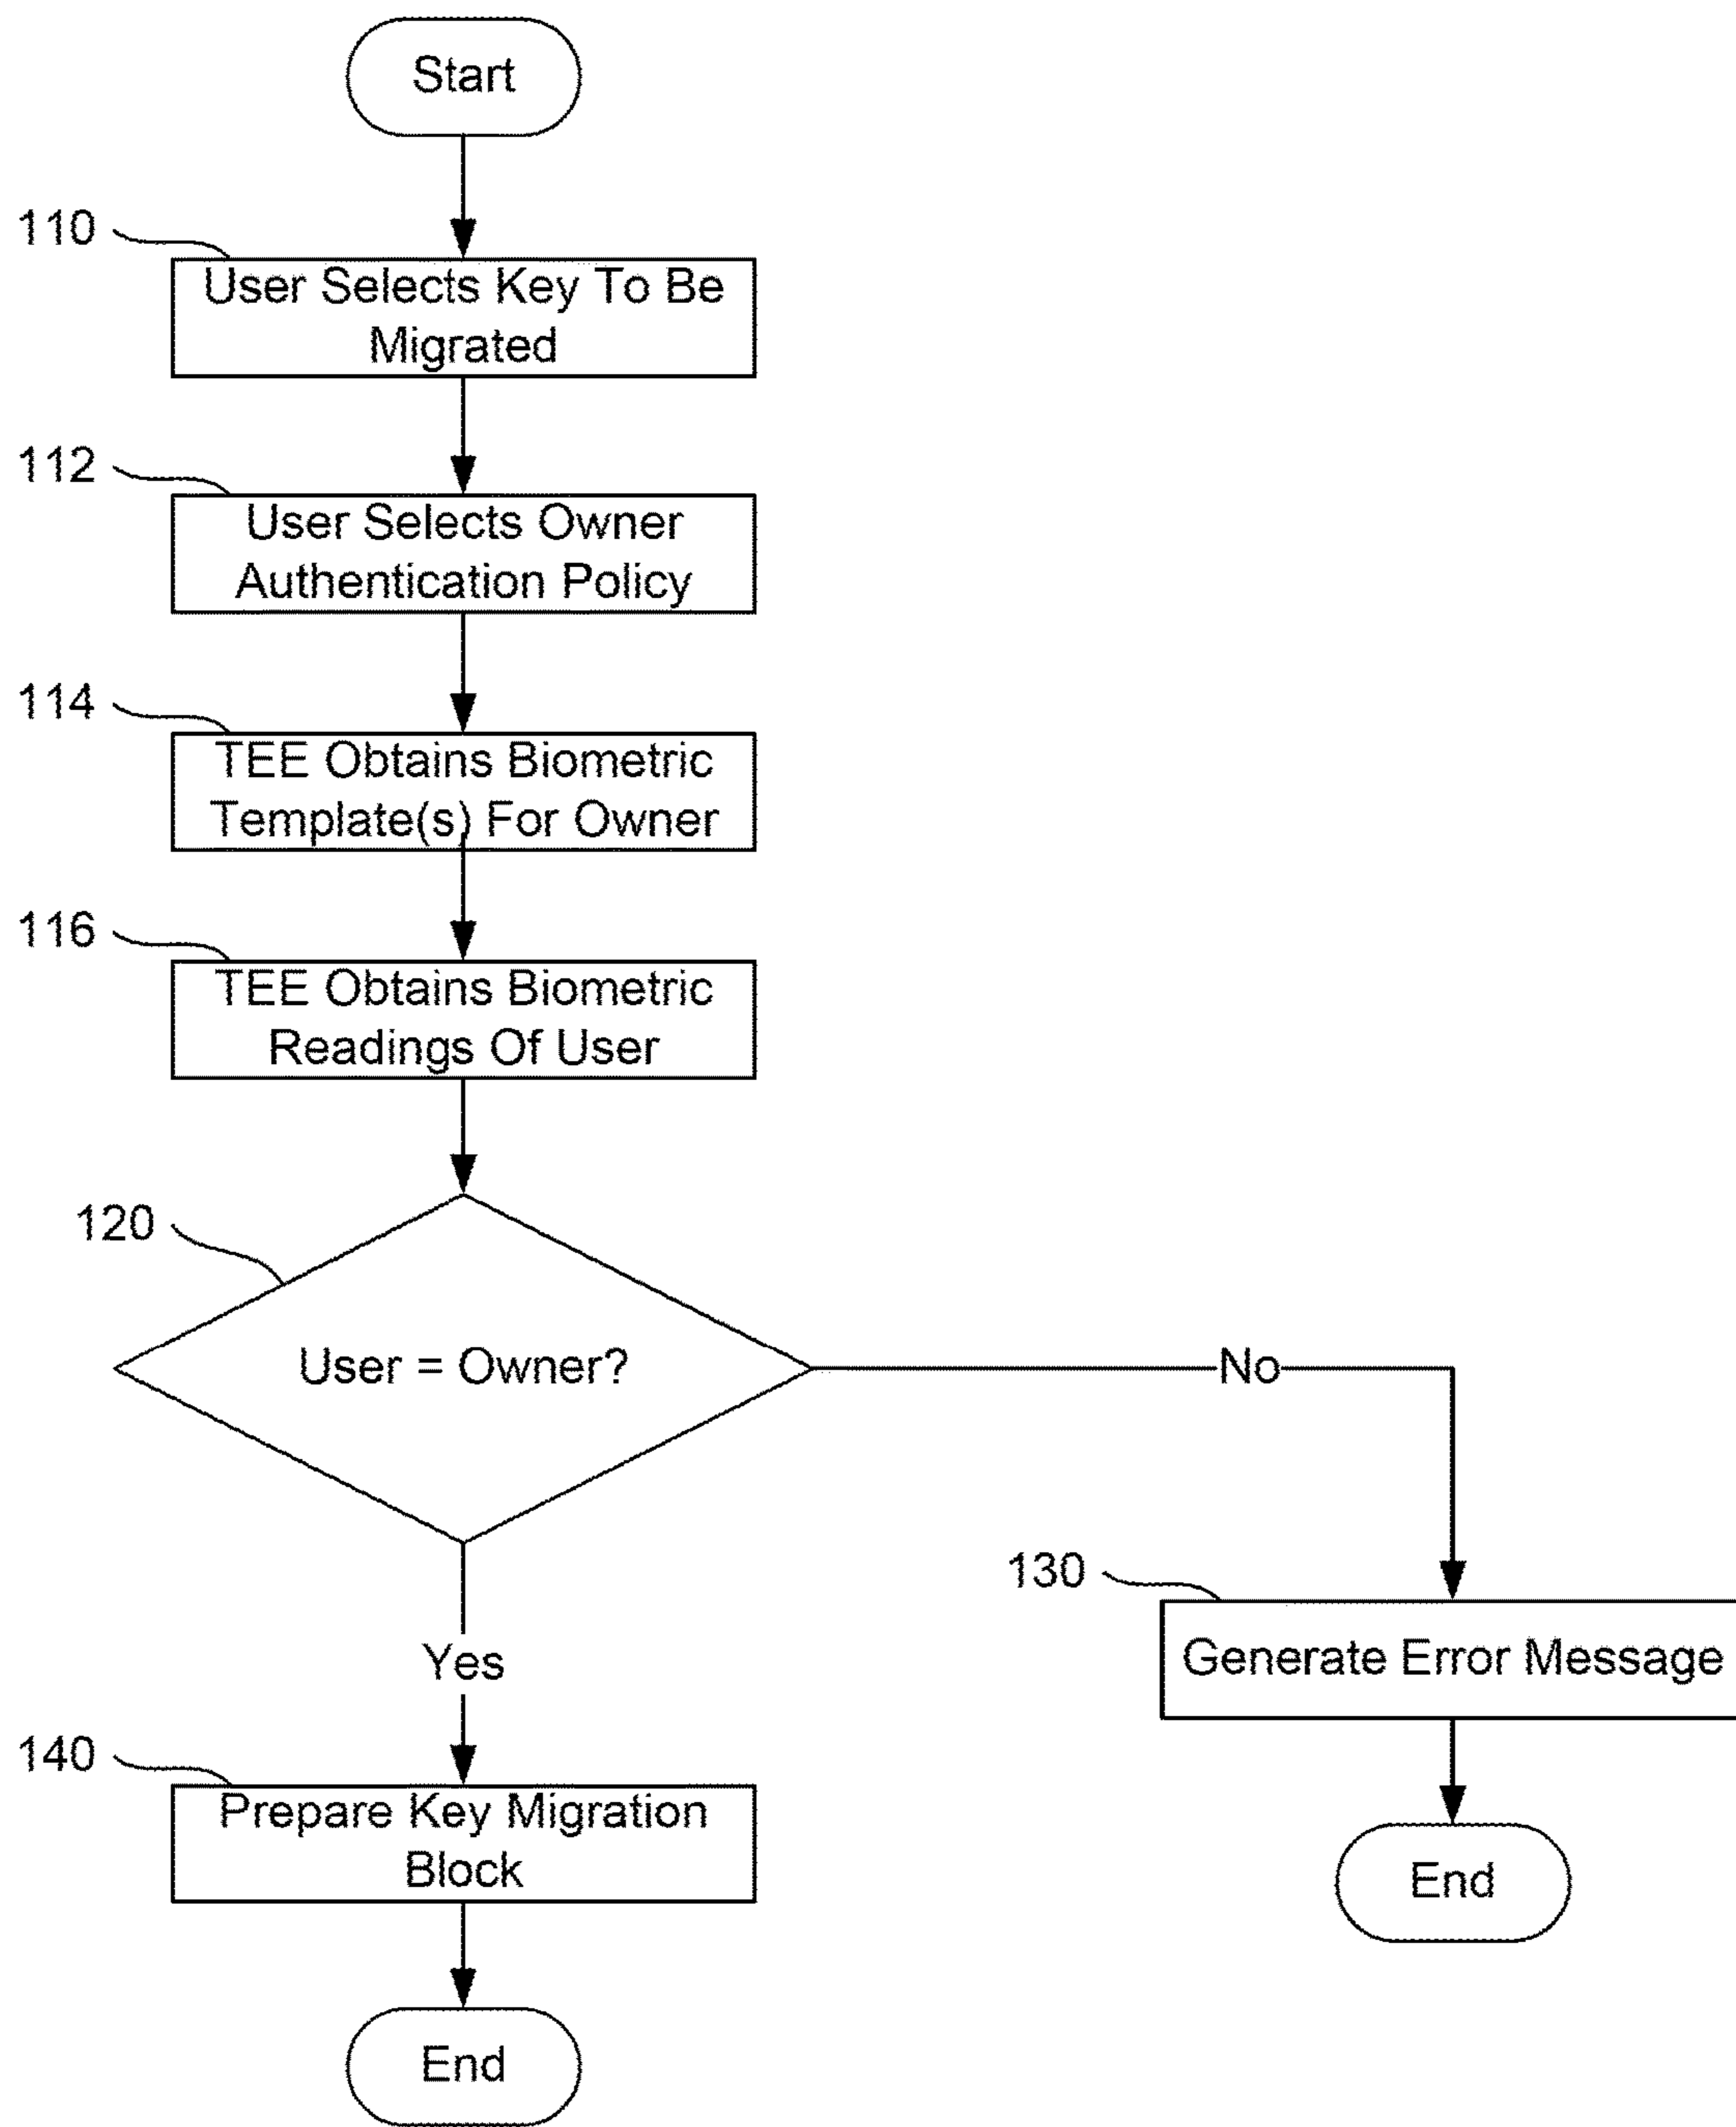 Start
110
User Selects Key To Be
Migrated
112
User Selects Owner
Authentication Policy
114
TEE Obtains Biometric
Template(s) For Owner
116
TEE Obtains Biometric
Readings Of User
120
User = Owner?
No
130
Generate Error Message
Yes
140
Prepare Key Migration
Block
End
End